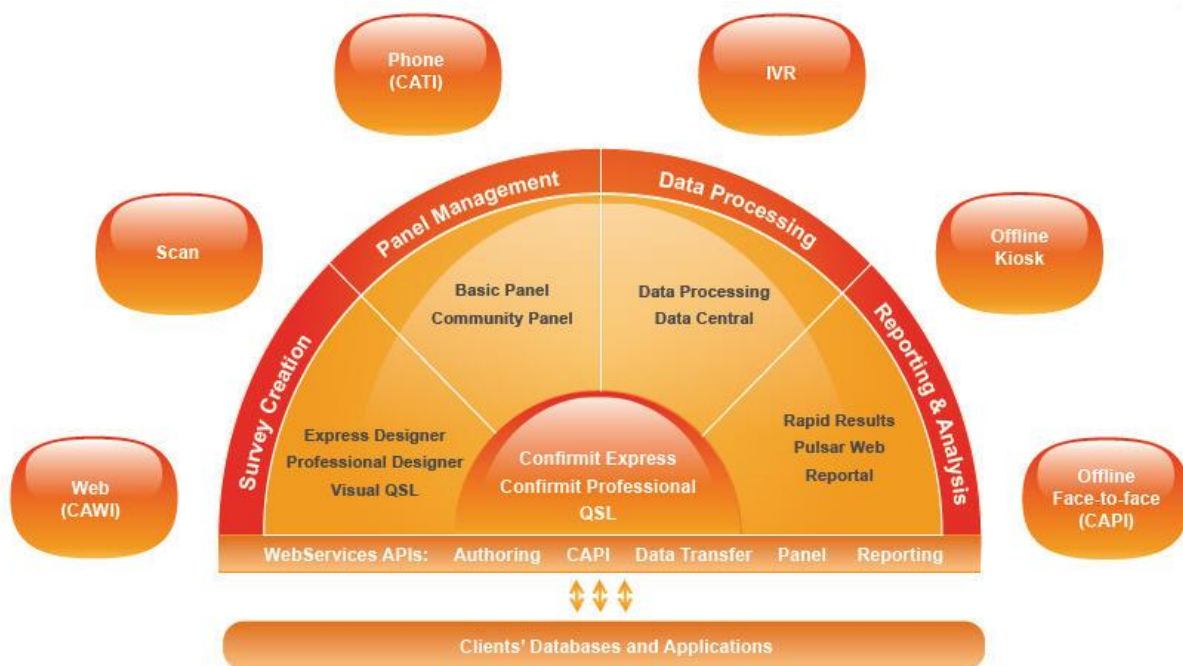 Phone
(CATI)
IVR
Scan
Offline
Kiosk
Web
(CAWI)
Offline
Face-to-face
(CAPI)
Survey Creation
Panel Management
Data Processing
Reporting & Analysis
Express Designer
Professional Designer
Visual QSL
Basic Panel
Community Panel
Data Processing
Data Central
Rapid Results
Pulsar Web
Reportal
Confirmit Express
Confirmit Professional
QSL
WebServices APIs: Authoring CAPI Data Transfer Panel Reporting
Clients' Databases and Applications